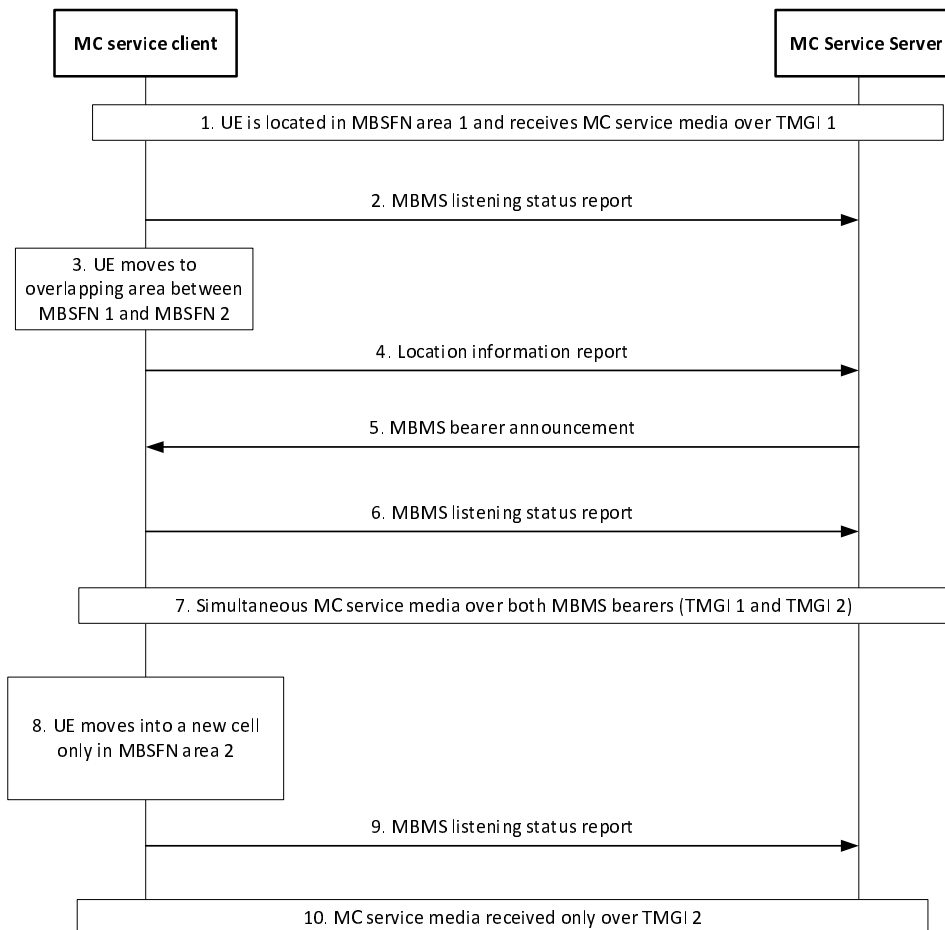 MC service client
MC Service Server
1. UE is located in MBSFN area 1 and receives MC service media over TMGI 1
2. MBMS listening status report
3. UE moves to
overlapping area between
MBSFN 1 and MBSFN 2
4. Location information report
5. MBMS bearer announcement
6. MBMS listening status report
7. Simultaneous MC service media over both MBMS bearers (TMGI 1 and TMGI 2)
8. UE moves into a new cell
only in MBSFN area 2
9. MBMS listening status report
10. MC service media received only over TMGI 2